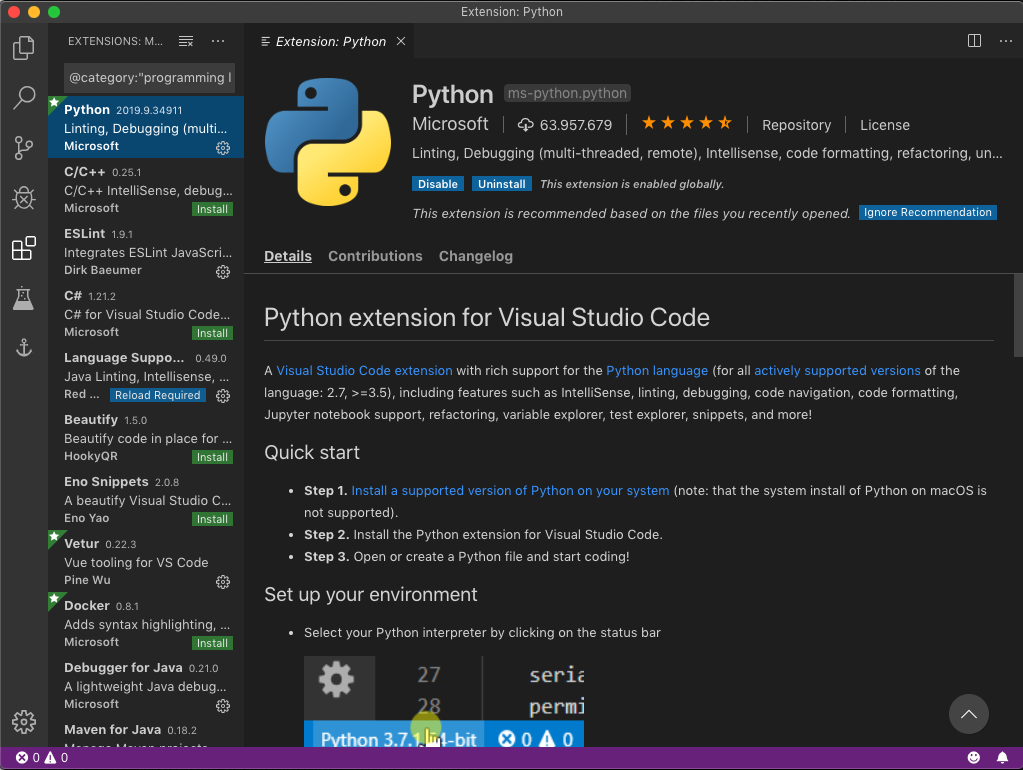 Extension: Python
EXTENSIONS: M...
Extension: Python
@category:"programming l
Python 2019.9.34911
Linting, Debugging (multi...
Microsoft
C/C++ 0.25.1
C/C++ IntelliSense, debug...
Microsoft Install
ESLint 1.9.1
Integrates ESLint JavaScri...
Dirk Baeumer
C# 1.21.2
C# for Visual Studio Code...
Microsoft Install
Language Suppo... 0.49.0
Java Linting, Intellisense, ...
Red ... Reload Required
Beautify 1.5.0
Beautify code in place for ...
HookyQR Install
Eno Snippets 2.0.8
A beautify Visual Studio C...
Eno Yao Install
Vetur 0.22.3
Vue tooling for VS Code
Pine Wu
Docker 0.8.1
Adds syntax highlighting, ...
Microsoft Install
Debugger for Java 0.21.0
A lightweight Java debug...
Microsoft
Maven for Java 0.18.2
Manage Maven projects
Python ms-python.python
Microsoft 63.957.679 Repository License
Linting, Debugging (multi-threaded, remote), Intellisense, code formatting, refactoring, un...
Disable Uninstall This extension is enabled globally.
This extension is recommended based on the files you recently opened. Ignore Recommendation
Details Contributions Changelog
Python extension for Visual Studio Code
A Visual Studio Code extension with rich support for the Python language (for all actively supported versions of the
language: 2.7, >=3.5), including features such as IntelliSense, linting, debugging, code navigation, code formatting,
Jupyter notebook support, refactoring, variable explorer, test explorer, snippets, and more!
Quick start
• Step 1. Install a supported version of Python on your system (note: that the system install of Python on macOS is
not supported).
• Step 2. Install the Python extension for Visual Studio Code.
• Step 3. Open or create a Python file and start coding!
Set up your environment
• Select your Python interpreter by clicking on the status bar
27 seria
28 permi
Python 3.7.1 -bit 0 0
0 0